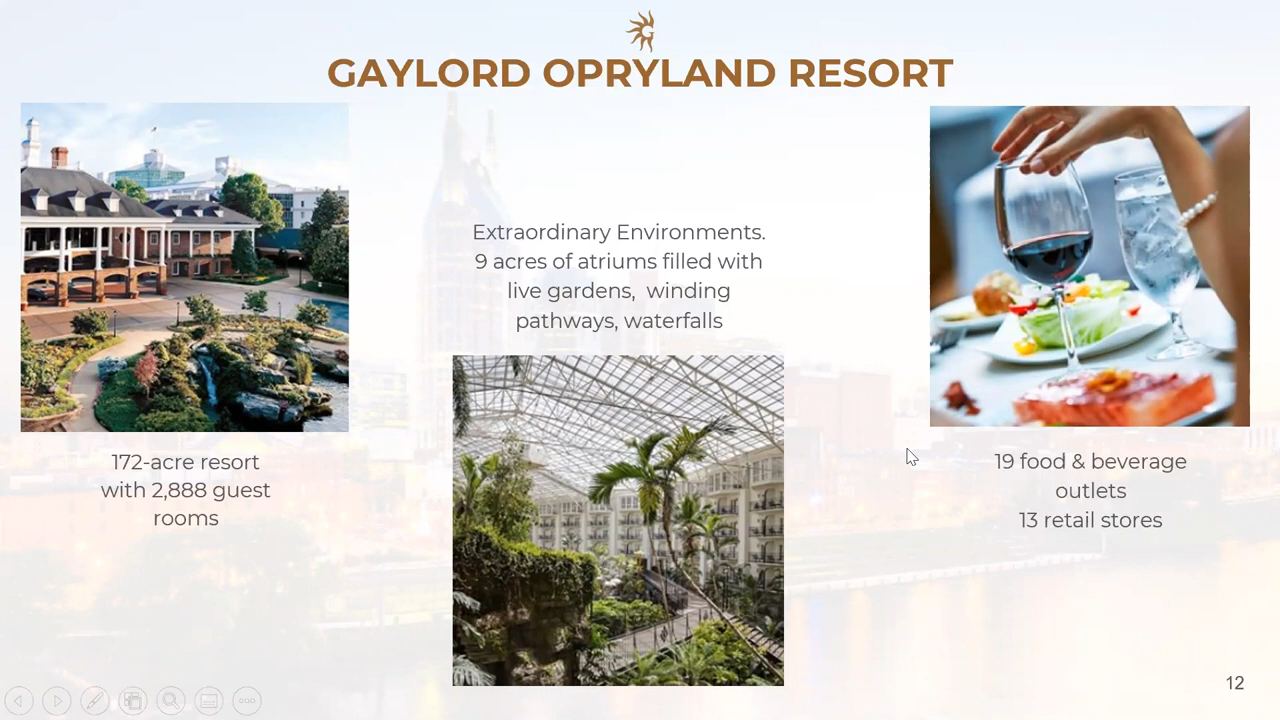 GAYLORD OPRYLAND RESORT
172-acre resort
with 2,888 guest
rooms
Extraordinary Environments.
9 acres of atriums filled with
live gardens,  winding
pathways, waterfalls
19 food & beverage
outlets
13 retail stores
12